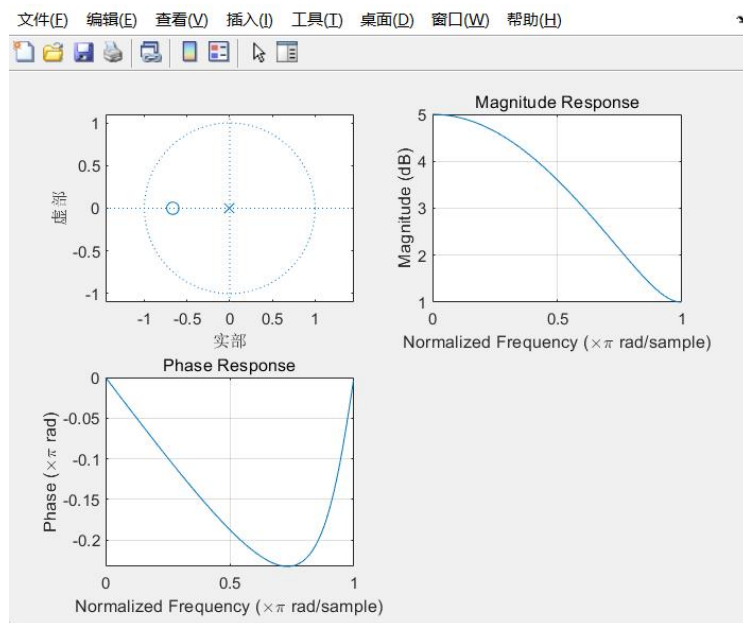 文件(F) 编辑(E) 查看(V) 插入(I) 工具(T) 桌面(D) 窗口(W) 帮助(H)
1
0.5
0
-0.5
-1
虚部
-1 -0.5 0 0.5 1
实部
Magnitude Response
5
4
3
2
1
Magnitude (dB)
0 0.5 1
Normalized Frequency (×π rad/sample)
Phase Response
0
-0.05
-0.1
-0.15
-0.2
Phase (×π rad)
0 0.5 1
Normalized Frequency (×π rad/sample)